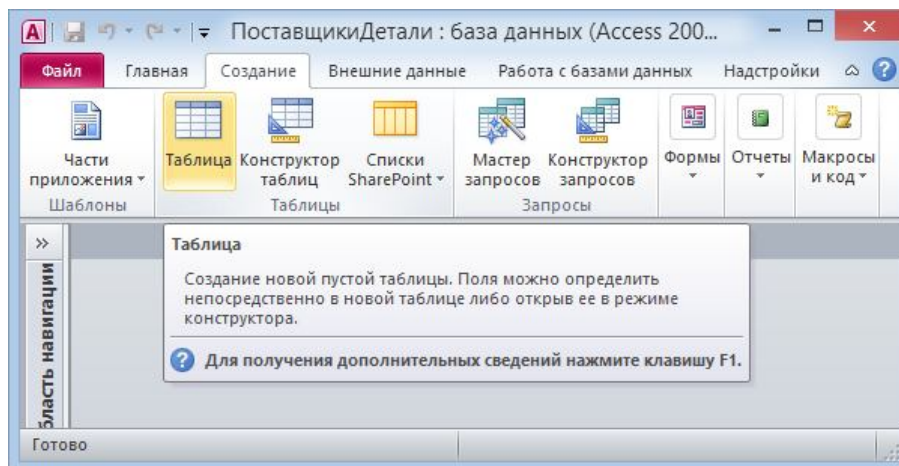 ПоставщикиДетали : база данных (Access 200...
Файл Главная Создание Внешние данные Работа с базами данных Надстройки
Части приложения
Таблица
Конструктор таблиц
Списки SharePoint
Мастер запросов
Конструктор запросов
Формы
Отчеты
Макросы и код
Шаблоны Таблицы Запросы
Таблица
Создание новой пустой таблицы. Поля можно определить
непосредственно в новой таблице либо открыв ее в режиме
конструктора.
Для получения дополнительных сведений нажмите клавишу F1.
бласть навигации
Готово